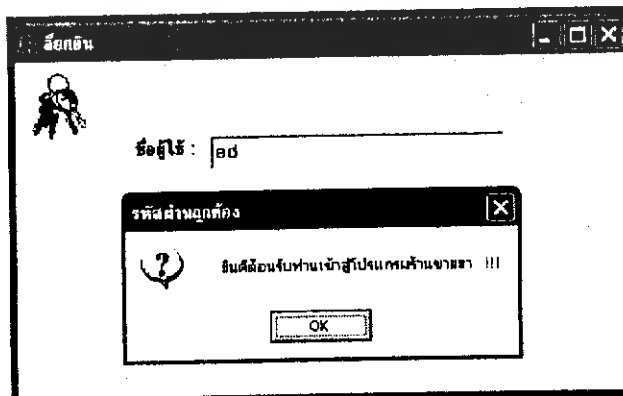 ล็อกอิน
ชื่อผู้ใช้ : ad
รหัสผ่านถูกต้อง
ยินดีต้อนรับท่านเข้าสู่โปรแกรมร้านขายยา !!!
OK